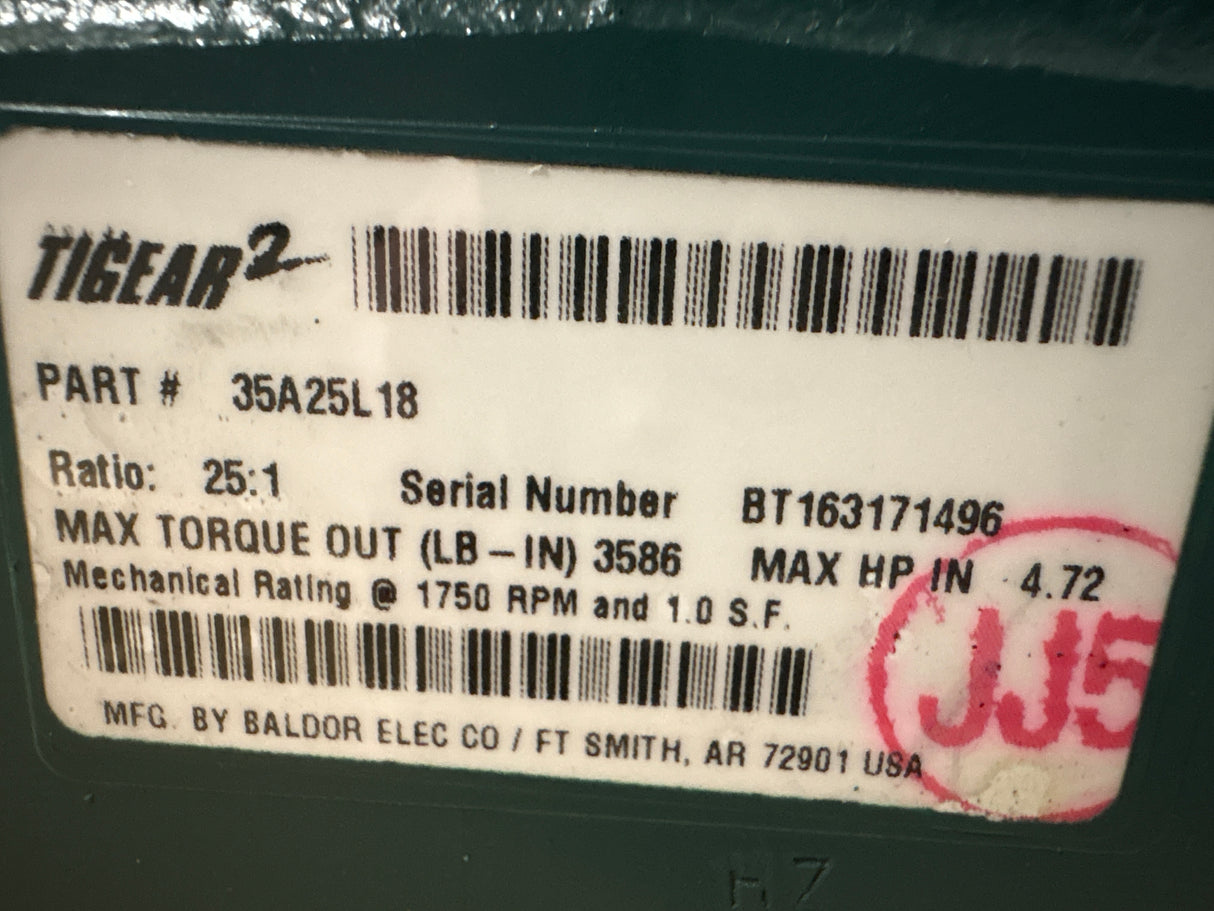 TIGEAR2
PART # 35A25L18
Ratio: 25:1 Serial Number BT163171496
MAX TORQUE OUT (LB-IN) 3586 MAX HP IN 4.72
Mechanical Rating @ 1750 RPM and 1.0 S.F.
JJ5
MFG. BY BALDOR ELEC CO / FT SMITH, AR 72901 USA